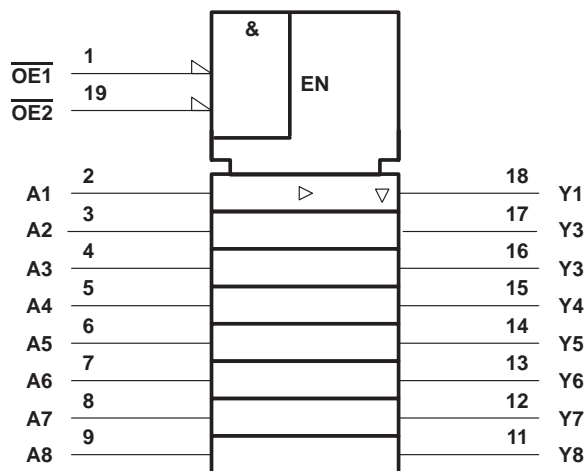 &
OE1 1
EN
OE2 19
A1 2 18 Y1
A2 3 17 Y3
A3 4 16 Y3
A4 5 15 Y4
A5 6 14 Y5
A6 7 13 Y6
A7 8 12 Y7
A8 9 11 Y8